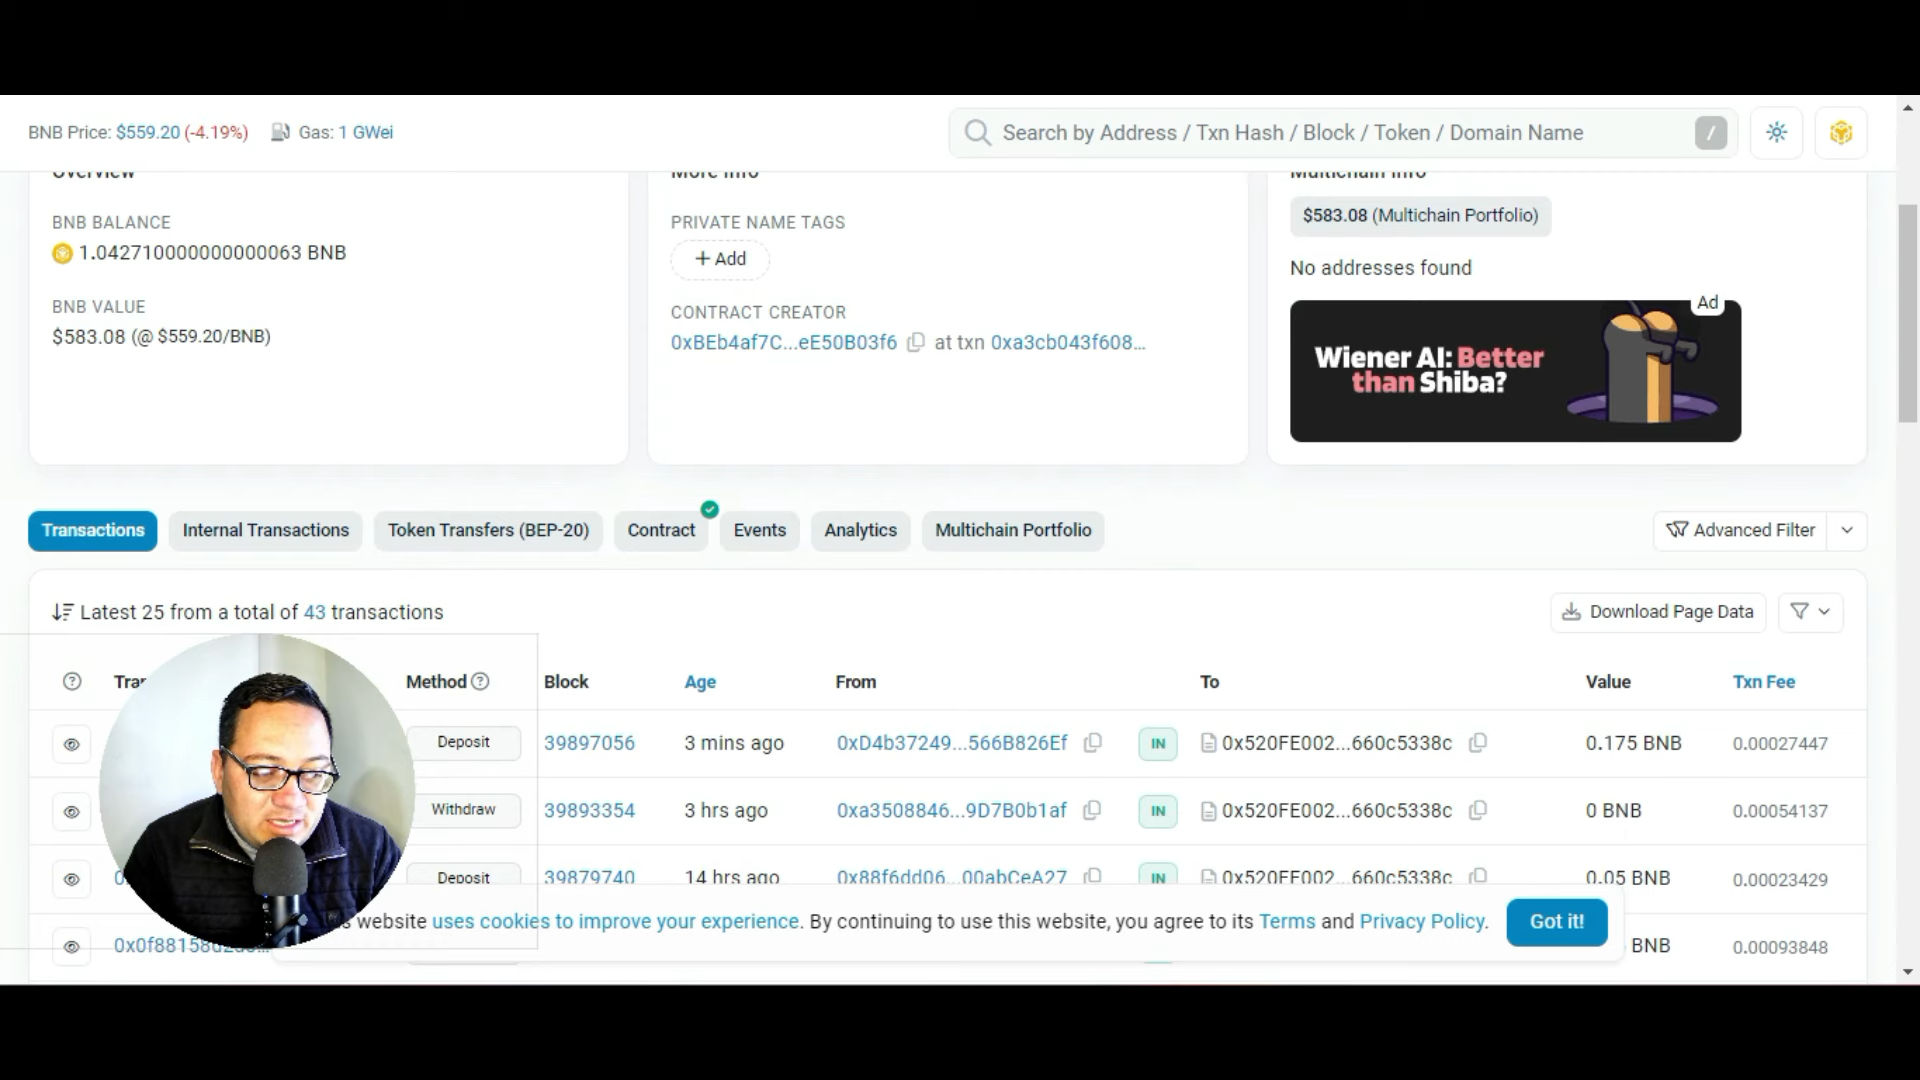 BNB Price: $559.20 (-4.19%) Gas: 1 GWei
Search by Address / Txn Hash / Block / Token / Domain Name /
Overview
BNB BALANCE
1.042710000000000063 BNB
BNB VALUE
$583.08 (@ $559.20/BNB)
More Info
PRIVATE NAME TAGS
+ Add
CONTRACT CREATOR
0xBEb4af7C...eE50B03f6 at txn 0xa3cb043f608...
Multichain Info
$583.08 (Multichain Portfolio)
No addresses found
Ad
Wiener AI: Better
than Shiba?
Transactions Internal Transactions Token Transfers (BEP-20) Contract Events Analytics Multichain Portfolio Advanced Filter
Latest 25 from a total of 43 transactions Download Page Data
Method Block Age From To Value Txn Fee
Deposit 39897056 3 mins ago 0xD4b37249...566B826Ef IN 0x520FE002...660c5338c 0.175 BNB 0.00027447
Withdraw 39893354 3 hrs ago 0xa3508846...9D7B0b1af IN 0x520FE002...660c5338c 0 BNB 0.00054137
Deposit 39879740 14 hrs ago 0x88f6dd06...00abCeA27 IN 0x520FE002...660c5338c 0.05 BNB 0.00023429
website uses cookies to improve your experience. By continuing to use this website, you agree to its Terms and Privacy Policy. Got it!
BNB 0.00093848